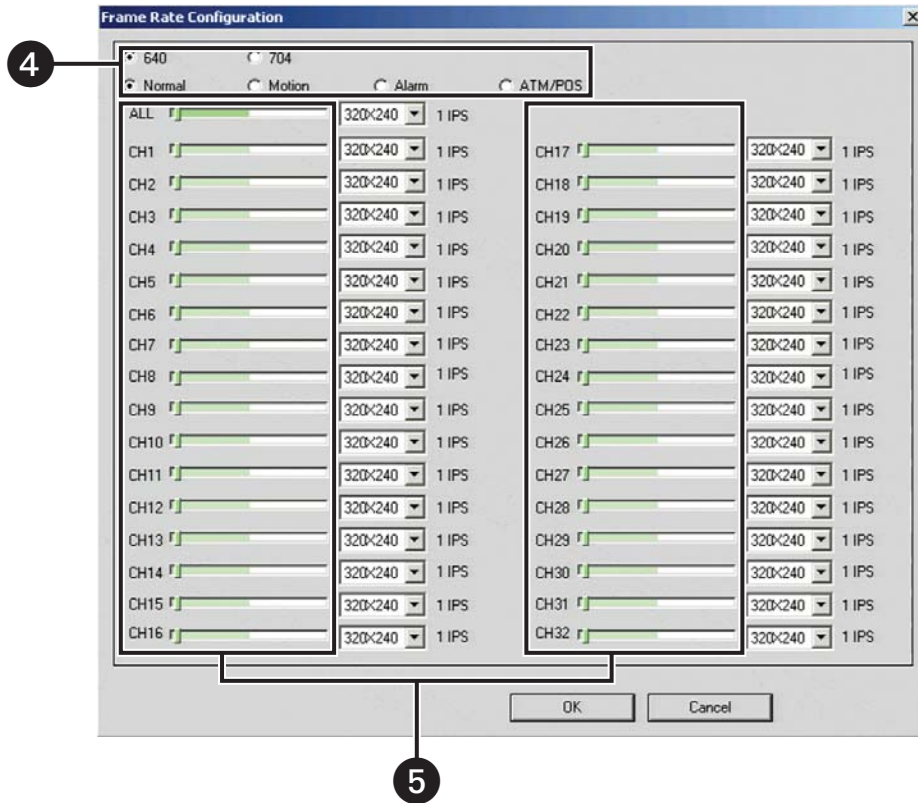 Frame Rate Configuration
4
640 704
Normal Motion Alarm ATM/POS
ALL 320X240 1 IPS
CH1 320X240 1 IPS CH17 320X240 1 IPS
CH2 320X240 1 IPS CH18 320X240 1 IPS
CH3 320X240 1 IPS CH19 320X240 1 IPS
CH4 320X240 1 IPS CH20 320X240 1 IPS
CH5 320X240 1 IPS CH21 320X240 1 IPS
CH6 320X240 1 IPS CH22 320X240 1 IPS
CH7 320X240 1 IPS CH23 320X240 1 IPS
CH8 320X240 1 IPS CH24 320X240 1 IPS
CH9 320X240 1 IPS CH25 320X240 1 IPS
CH10 320X240 1 IPS CH26 320X240 1 IPS
CH11 320X240 1 IPS CH27 320X240 1 IPS
CH12 320X240 1 IPS CH28 320X240 1 IPS
CH13 320X240 1 IPS CH29 320X240 1 IPS
CH14 320X240 1 IPS CH30 320X240 1 IPS
CH15 320X240 1 IPS CH31 320X240 1 IPS
CH16 320X240 1 IPS CH32 320X240 1 IPS
OK Cancel
5